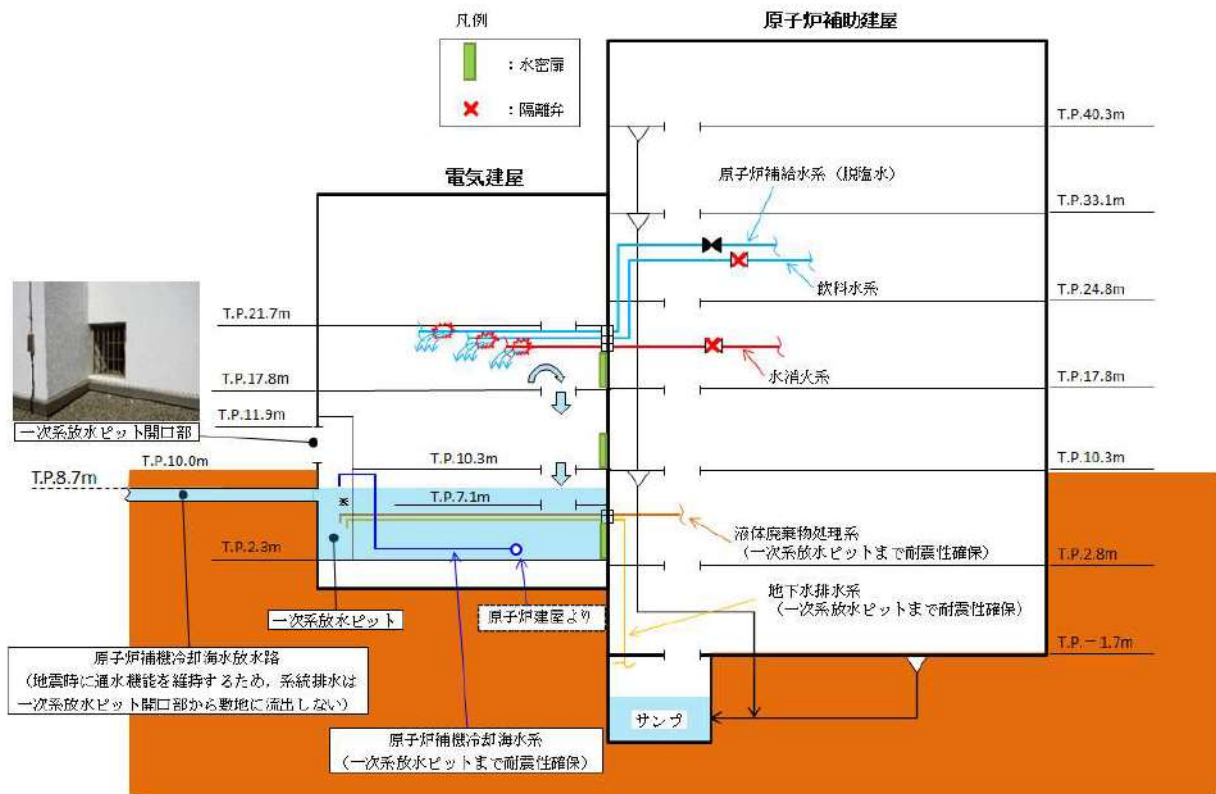 凡例
：水密扉
：隔離弁
原子炉補助建屋
電気建屋
T.P.40.3m
原子炉補給水系（脱塩水）
T.P.33.1m
飲料水系
T.P.24.8m
T.P.21.7m
水消火系
T.P.17.8m
T.P.17.8m
T.P.11.9m
一次系放水ピット開口部
T.P.10.0m
T.P.10.3m
T.P.10.3m
T.P.8.7m
T.P.7.1m
※
液体廃棄物処理系
（一次系放水ピットまで耐震性確保）
T.P.2.3m
T.P.2.8m
地下水排水系
（一次系放水ピットまで耐震性確保）
一次系放水ピット
原子炉建屋より
原子炉補機冷却海水放水路
（地震時に通水機能を維持するため，系統排水は
一次系放水ピット開口部から敷地に流出しない）
T.P.－1.7m
サンプ
原子炉補機冷却海水系
（一次系放水ピットまで耐震性確保）